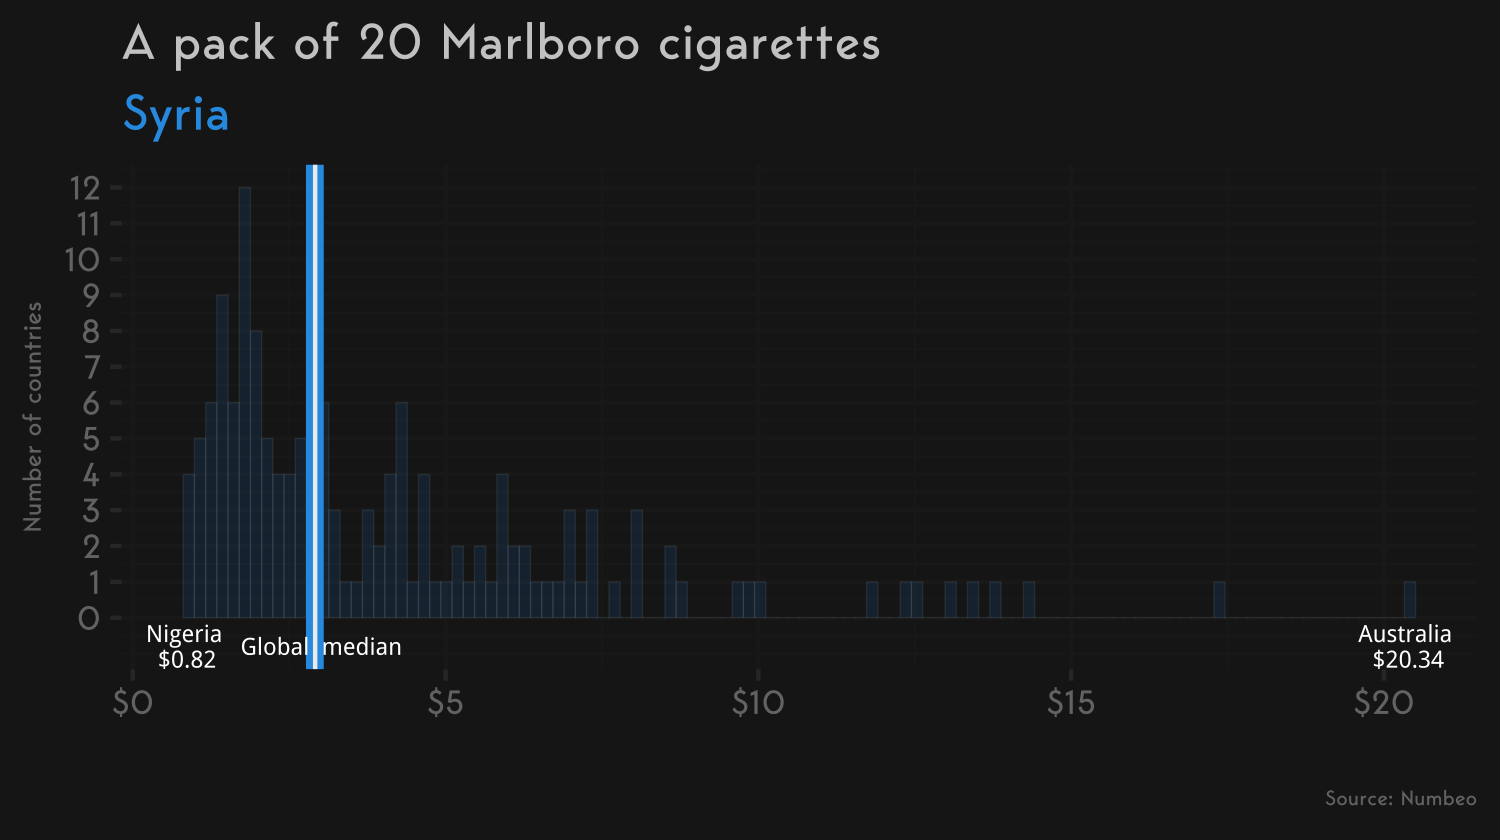 A pack of 20 Marlboro cigarettes
Syria
Number of countries
12
11
10
9
8
7
6
5
4
3
2
1
0
Nigeria
$0.82
Global median
Australia
$20.34
$0 $5 $10 $15 $20
Source: Numbeo